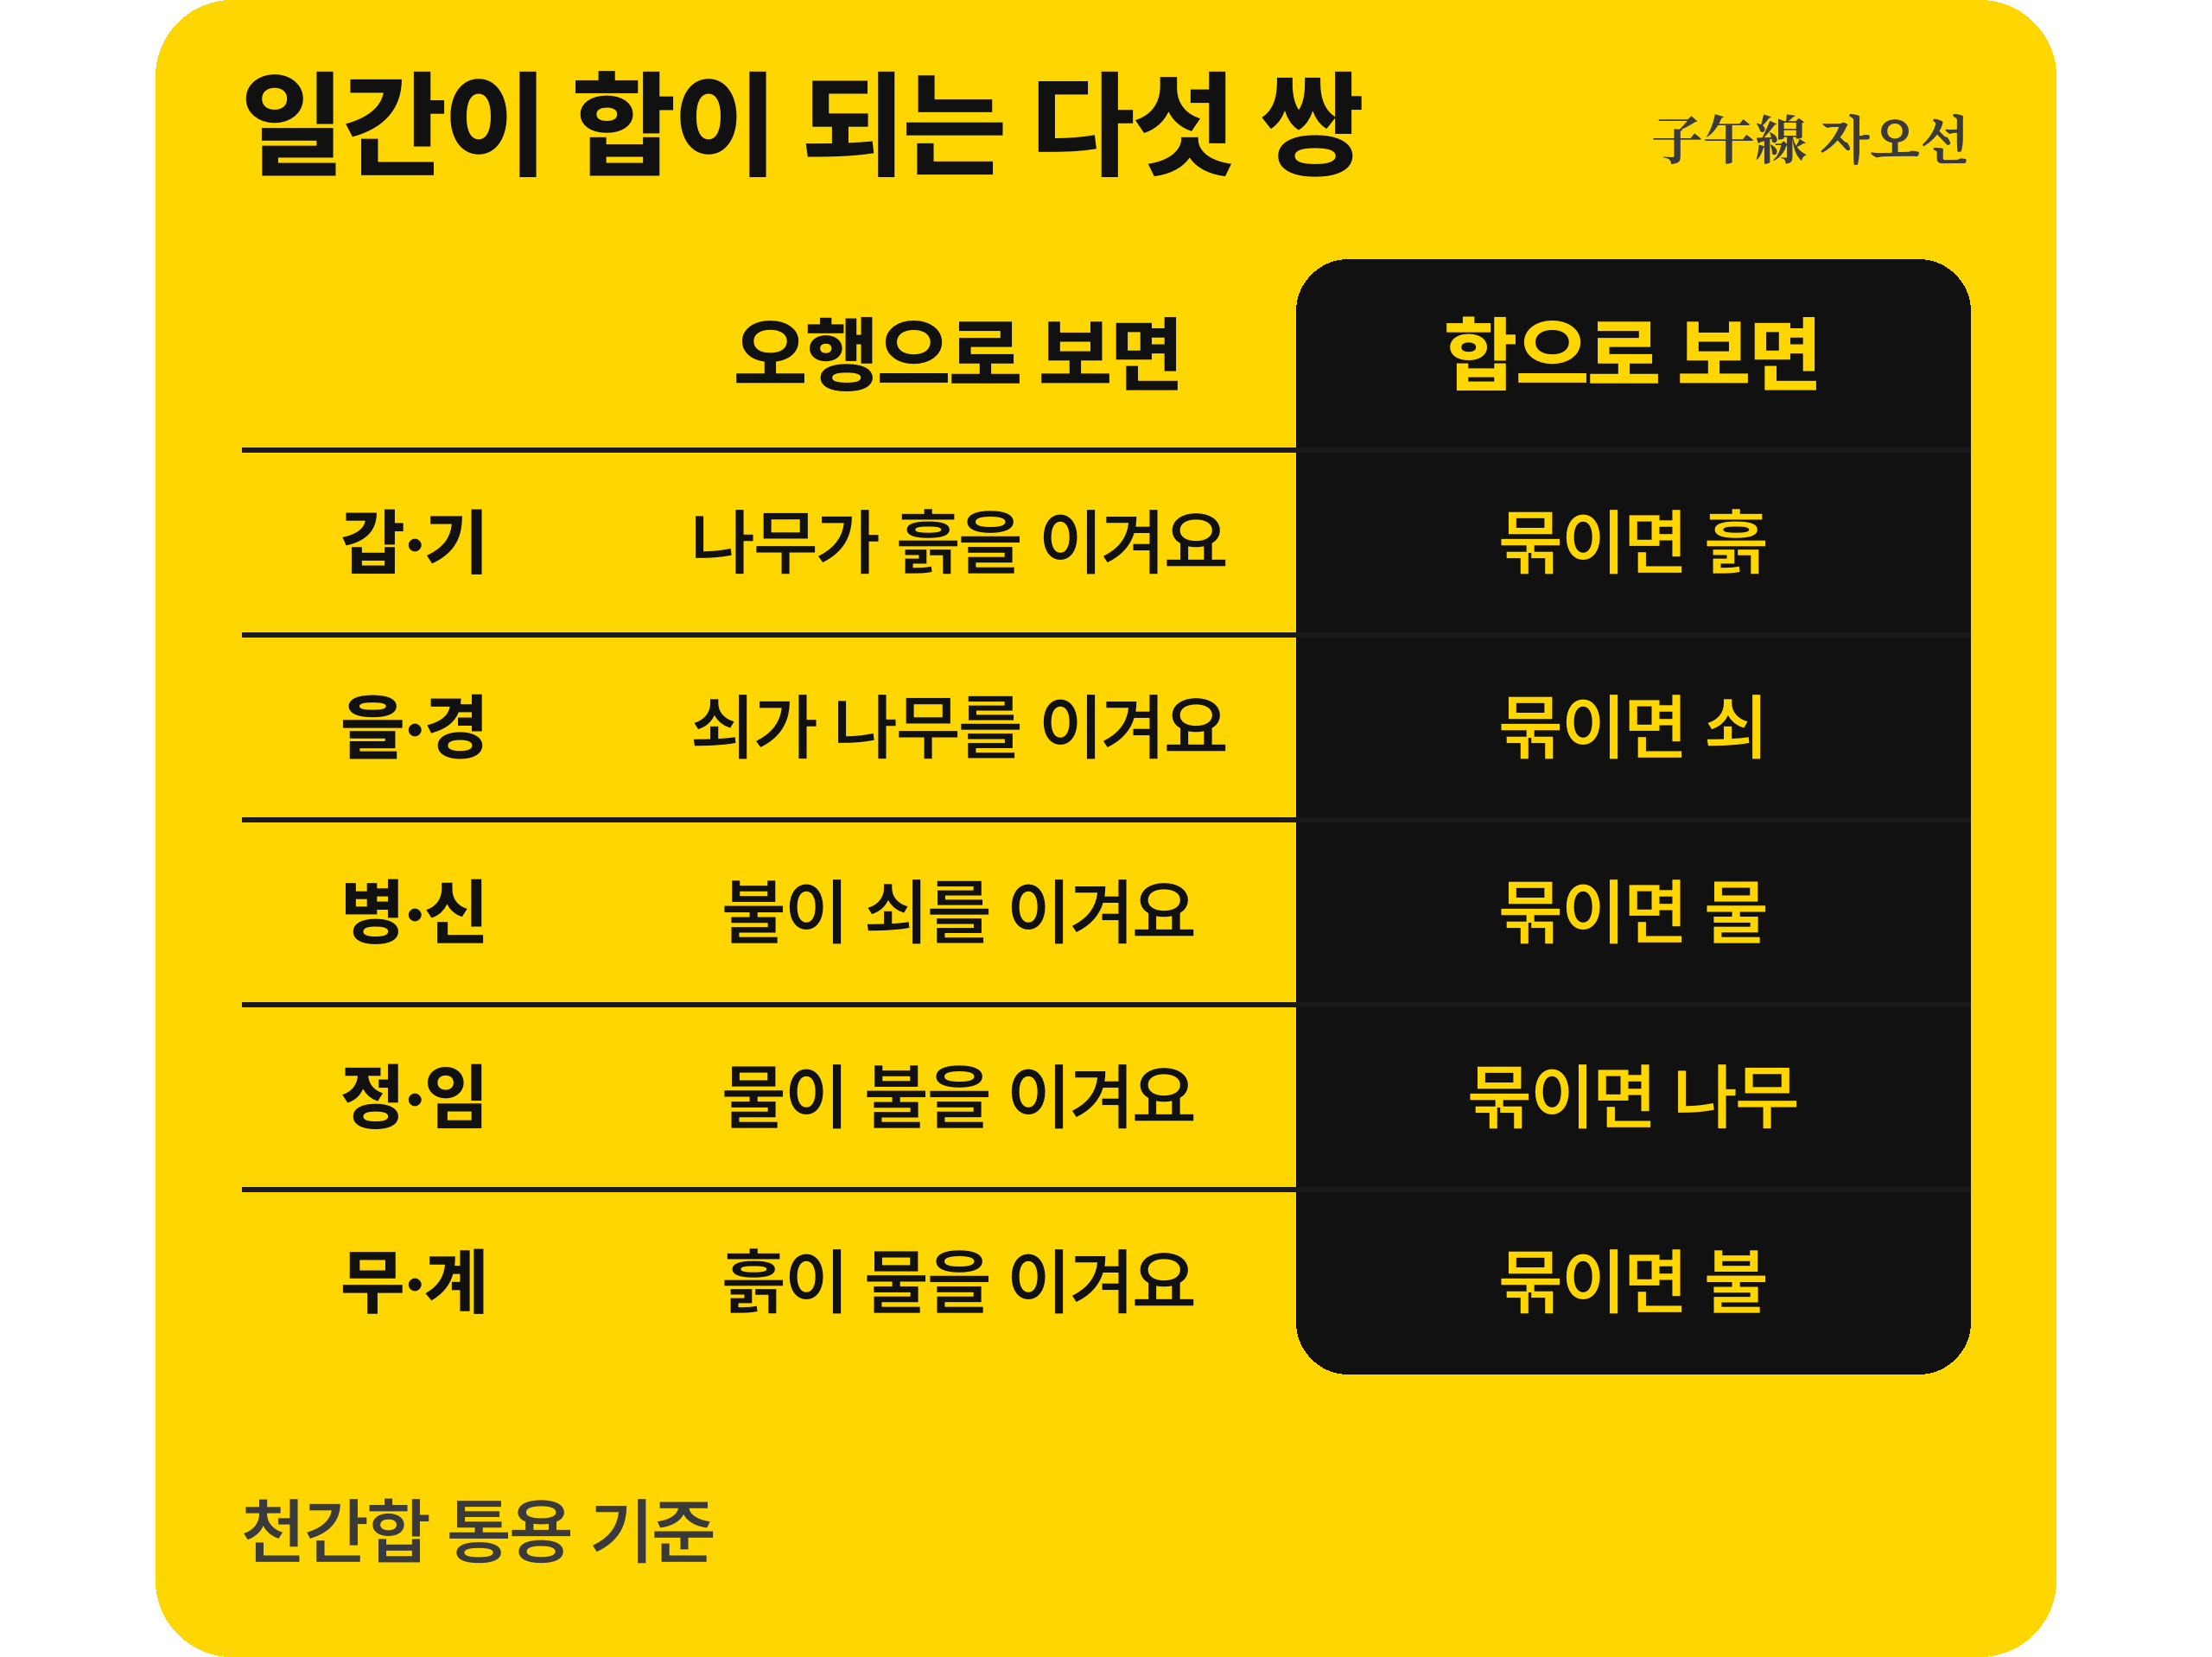 일간이 합이 되는 다섯 쌍
子午線 사오선
오행으로 보면 합으로 보면
갑·기 나무가 흙을 이겨요 묶이면 흙
을·경 쇠가 나무를 이겨요 묶이면 쇠
병·신 불이 쇠를 이겨요 묶이면 물
정·임 물이 불을 이겨요 묶이면 나무
무·계 흙이 물을 이겨요 묶이면 불
천간합 통용 기준